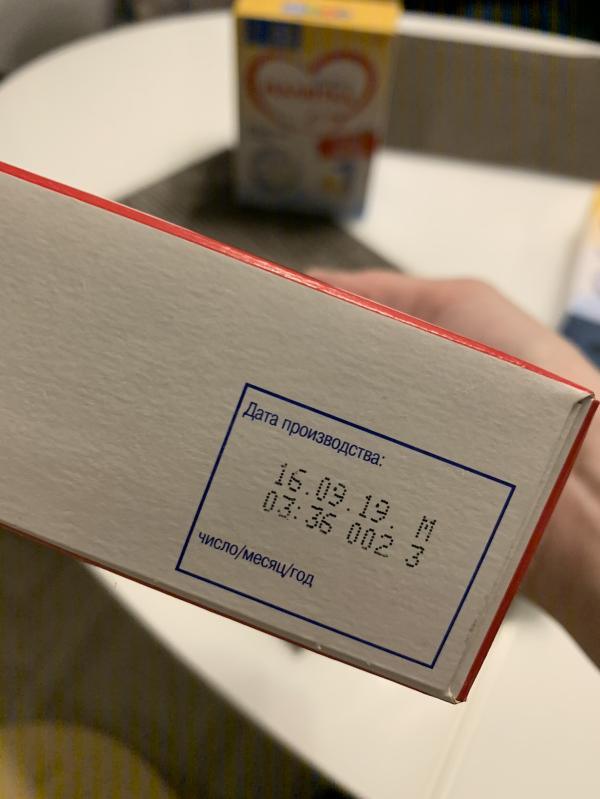 Дата производства:
16.09.19. M
03:36 002 3
число/месяц/год